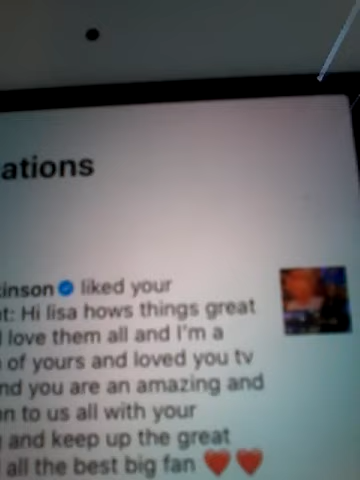 ations
inson liked your
t: Hi lisa hows things great
love them all and I'm a
of yours and loved you tv
nd you are an amazing and
n to us all with your
and keep up the great
all the best big fan ❤️❤️